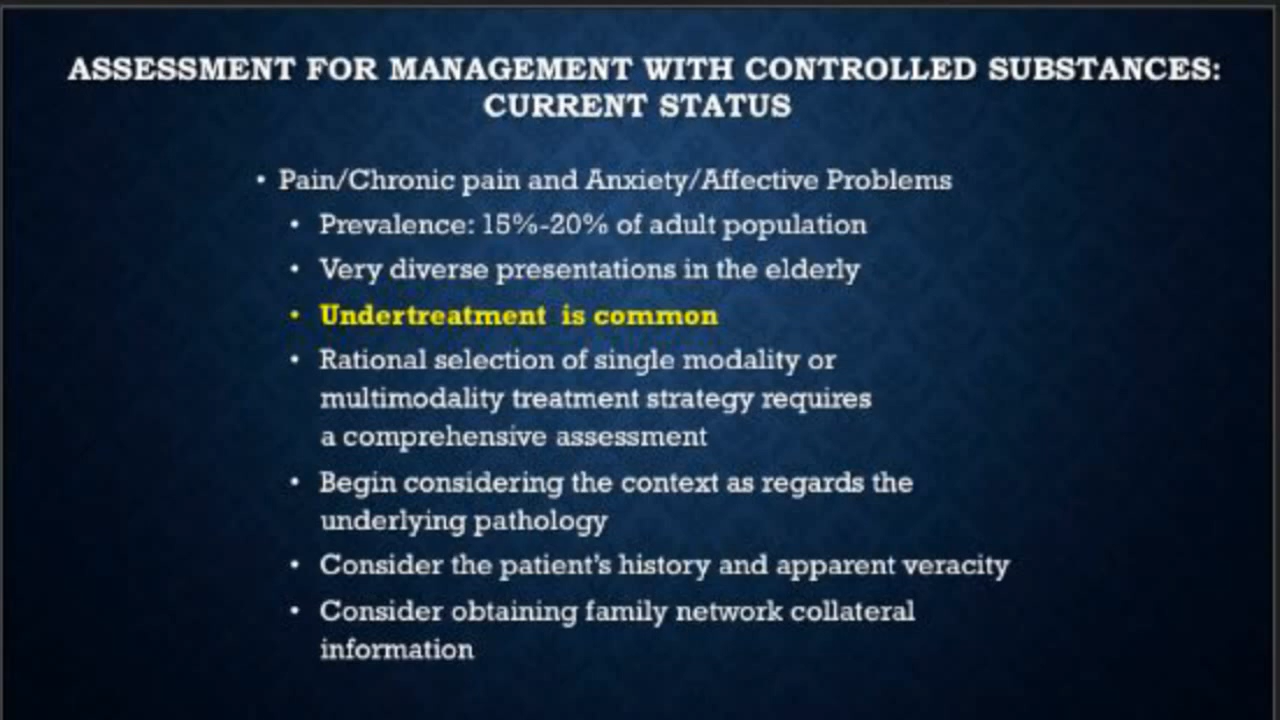 ASSESSMENT FOR MANAGEMENT WITH CONTROLLED SUBSTANCES:
CURRENT STATUS
• Pain/Chronic pain and Anxiety/Affective Problems
• Prevalence: 15%-20% of adult population
• Very diverse presentations in the elderly
• Undertreatment  is common
• Rational selection of single modality or
multimodality treatment strategy requires
a comprehensive assessment
• Begin considering the context as regards the
underlying pathology
• Consider the patient's history and apparent veracity
• Consider obtaining family network collateral
information